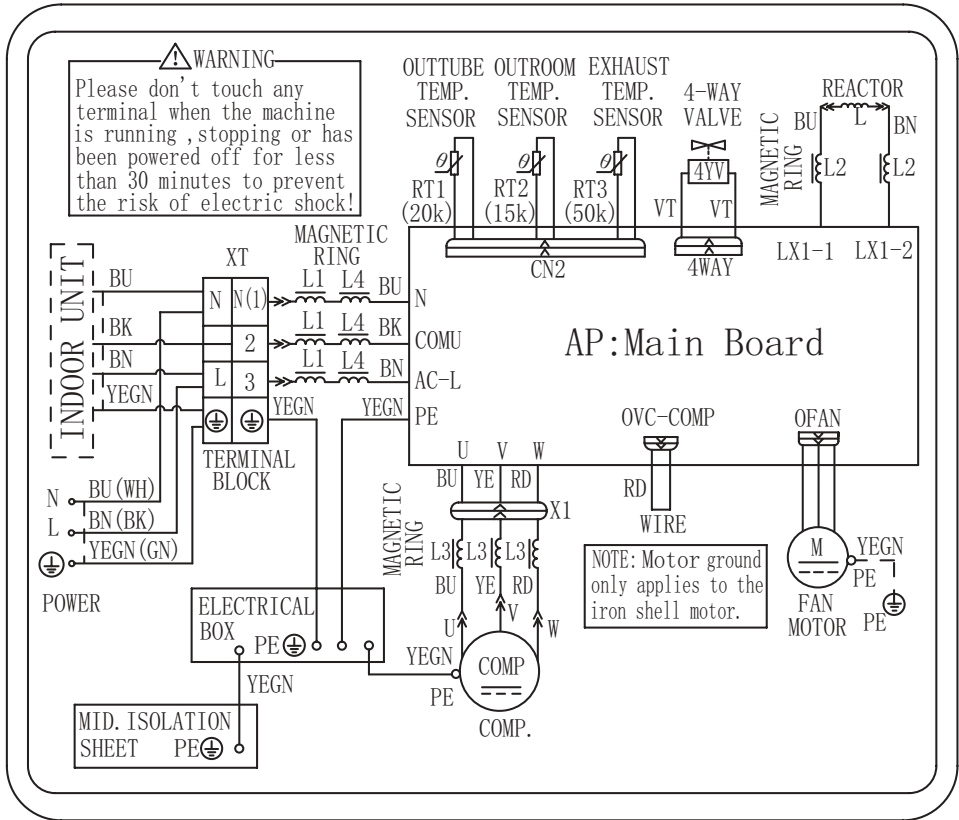 WARNING
Please don't touch any
terminal when the machine
is running ,stopping or has
been powered off for less
than 30 minutes to prevent
the risk of electric shock!
OUTTUBE OUTROOM EXHAUST
TEMP. TEMP. TEMP.
SENSOR SENSOR SENSOR
4-WAY
VALVE
REACTOR
L
BU BN
MAGNETIC
RING
L2 L2
θ θ θ
RT1 RT2 RT3
(20k) (15k) (50k)
4YV
VT VT
CN2
4WAY
LX1-1 LX1-2
INDOOR UNIT
BU
BK
BN
YEGN
XT
N N(1)
2
L 3
TERMINAL
BLOCK
MAGNETIC
RING
L1 L4 BU N
L1 L4 BK COMU
L1 L4 BN AC-L
YEGN YEGN PE
AP:Main Board
OVC-COMP
RD
WIRE
OFAN
U V W
BU YE RD
X1
MAGNETIC
RING
L3 L3 L3
BU YE RD
U V W
COMP
COMP.
YEGN
PE
N BU(WH)
L BN(BK)
YEGN(GN)
POWER
ELECTRICAL
BOX PE
YEGN
MID.ISOLATION
SHEET PE
NOTE: Motor ground
only applies to the
iron shell motor.
M
YEGN
PE
FAN
MOTOR
PE